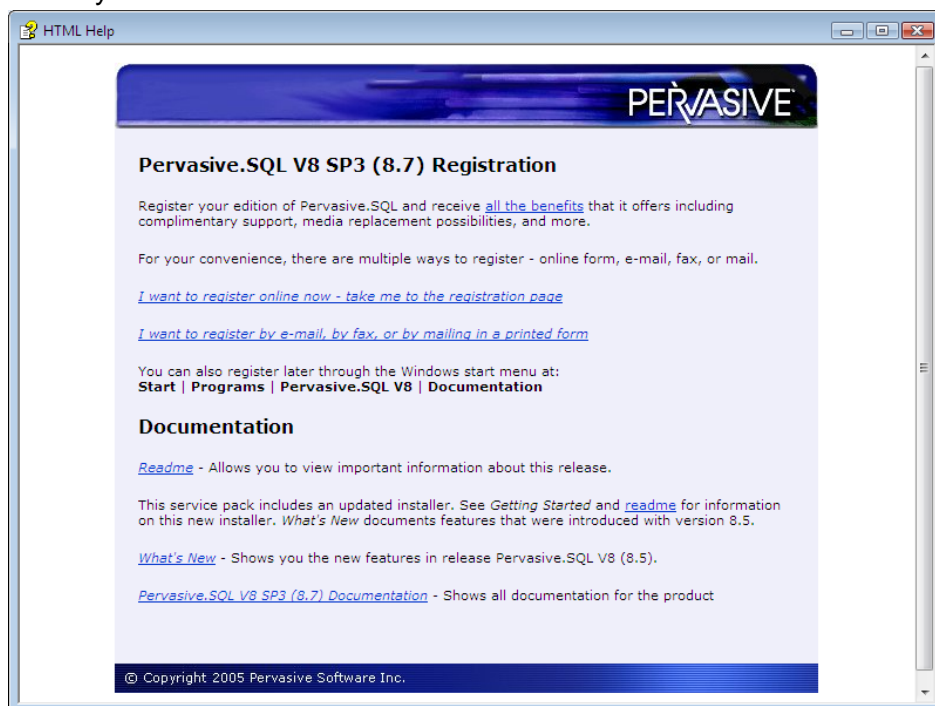 HTML Help
PERVASIVE
Pervasive.SQL V8 SP3 (8.7) Registration
Register your edition of Pervasive.SQL and receive all the benefits that it offers including
complimentary support, media replacement possibilities, and more.
For your convenience, there are multiple ways to register - online form, e-mail, fax, or mail.
I want to register online now - take me to the registration page
I want to register by e-mail, by fax, or by mailing in a printed form
You can also register later through the Windows start menu at:
Start | Programs | Pervasive.SQL V8 | Documentation
Documentation
Readme - Allows you to view important information about this release.
This service pack includes an updated installer. See Getting Started and readme for information
on this new installer. What's New documents features that were introduced with version 8.5.
What's New - Shows you the new features in release Pervasive.SQL V8 (8.5).
Pervasive.SQL V8 SP3 (8.7) Documentation - Shows all documentation for the product
© Copyright 2005 Pervasive Software Inc.